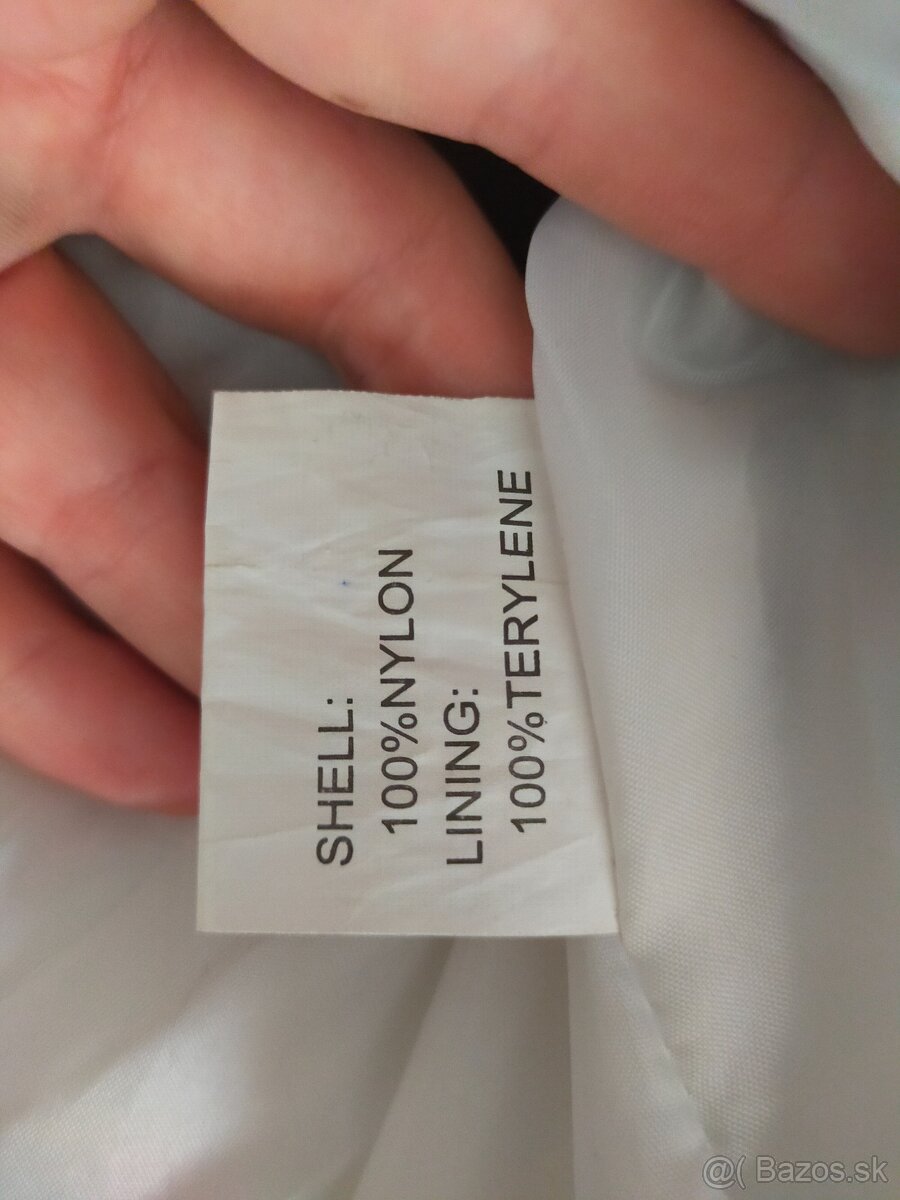 SHELL:
100%NYLON
LINING:
100%TERYLENE
@( Bazos.sk